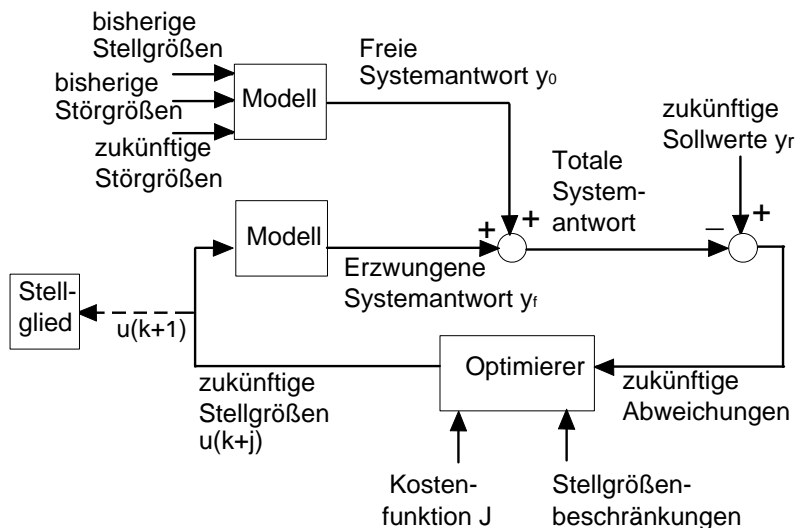 bisherige
Stellgrößen
bisherige
Störgrößen
zukünftige
Störgrößen
Modell
Freie
Systemantwort y0
zukünftige
Sollwerte yr
Totale
System-
antwort
+
+
–
+
Modell
Erzwungene
Systemantwort yf
Stell-
glied
u(k+1)
zukünftige
Stellgrößen
u(k+j)
Optimierer
zukünftige
Abweichungen
Kosten-
funktion J
Stellgrößen-
beschränkungen